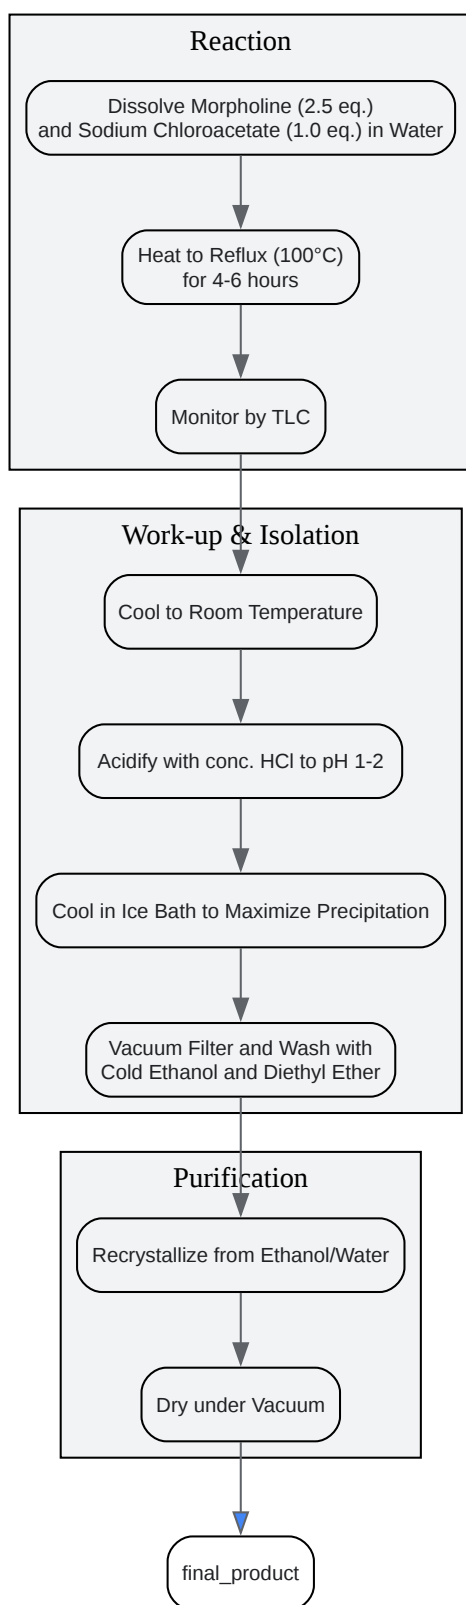 Reaction
Dissolve Morpholine (2.5 eq.)
and Sodium Chloroacetate (1.0 eq.) in Water
Heat to Reflux (100°C)
for 4-6 hours
Monitor by TLC
Work-up & Isolation
Cool to Room Temperature
Acidify with conc. HCl to pH 1-2
Cool in Ice Bath to Maximize Precipitation
Vacuum Filter and Wash with
Cold Ethanol and Diethyl Ether
Purification
Recrystallize from Ethanol/Water
Dry under Vacuum
final_product